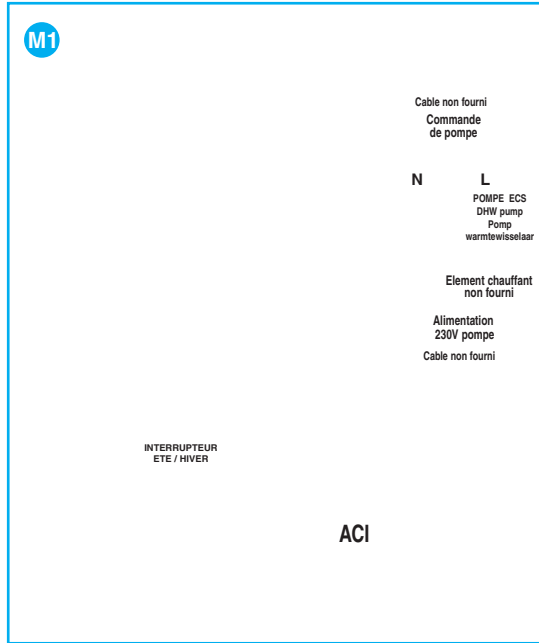 M1
Cable non fourni
Commande
de pompe
N L
POMPE ECS
DHW pump
Pomp
warmtewisselaar
Element chauffant
non fourni
Alimentation
230V pompe
Cable non fourni
INTERRUPTEUR
ETE / HIVER
ACI